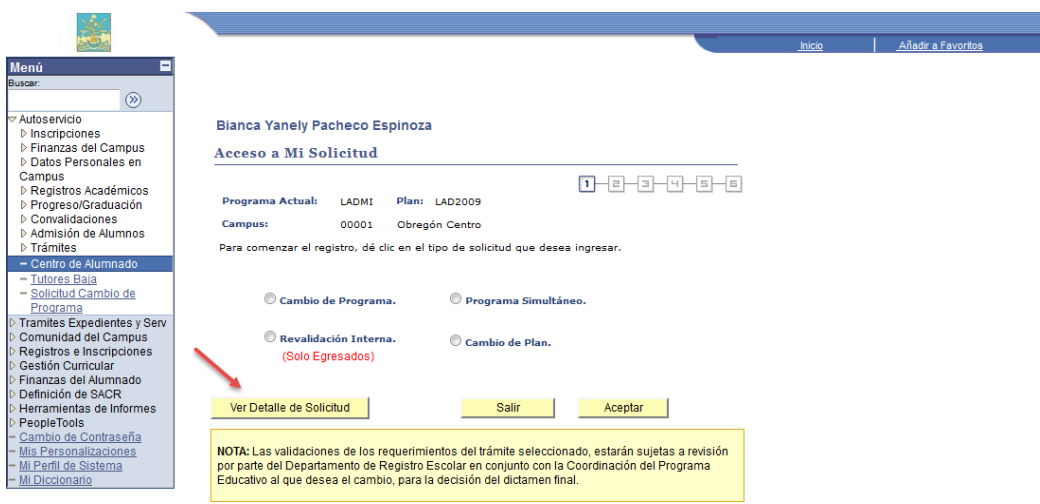 Inicio
Añadir a Favoritos
Menú
Buscar:
Autoservicio
Inscripciones
Finanzas del Campus
Datos Personales en
Campus
Registros Académicos
Progreso/Graduación
Convalidaciones
Admisión de Alumnos
Trámites
Centro de Alumnado
Tutores Baja
Solicitud Cambio de
Programa
Tramites Expedientes y Serv
Comunidad del Campus
Registros e Inscripciones
Gestión Curricular
Finanzas del Alumnado
Definición de SACR
Herramientas de Informes
PeopleTools
Cambio de Contraseña
Mis Personalizaciones
Mi Perfil de Sistema
Mi Diccionario
Bianca Yanely Pacheco Espinoza
Acceso a Mi Solicitud
1 2 3 4 5 6
Programa Actual: LADMI Plan: LAD2009
Campus: 00001 Obregón Centro
Para comenzar el registro, dé clic en el tipo de solicitud que desea ingresar.
Cambio de Programa. Programa Simultáneo.
Revalidación Interna. Cambio de Plan.
(Solo Egresados)
Ver Detalle de Solicitud Salir Aceptar
NOTA: Las validaciones de los requerimientos del trámite seleccionado, estarán sujetas a revisión
por parte del Departamento de Registro Escolar en conjunto con la Coordinación del Programa
Educativo al que desea el cambio, para la decisión del dictamen final.